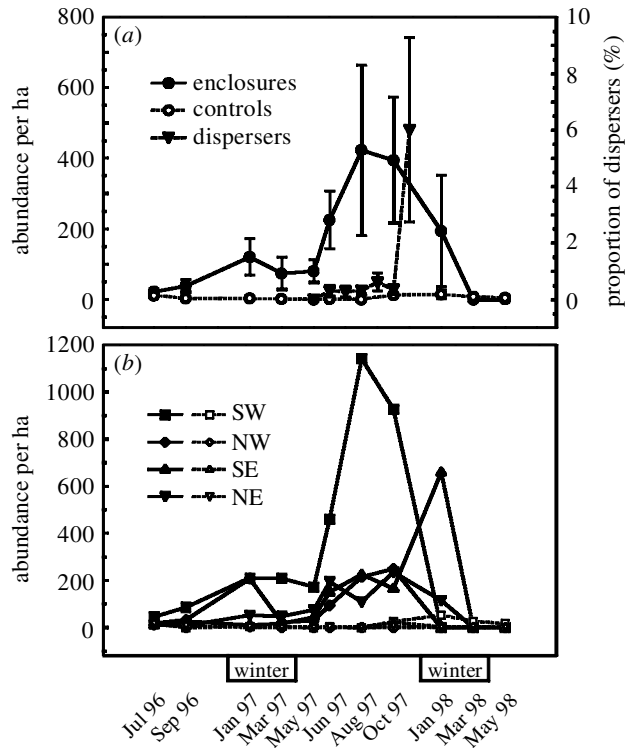 (a)
enclosures
controls
dispersers
800
600
400
200
0
abundance per ha
10
8
6
4
2
0
proportion of dispersers (%)
(b)
SW
NW
SE
NE
1200
1000
800
600
400
200
0
abundance per ha
winter
winter
Jul 96
Sep 96
Jan 97
Mar 97
May 97
Jun 97
Aug 97
Oct 97
Jan 98
Mar 98
May 98